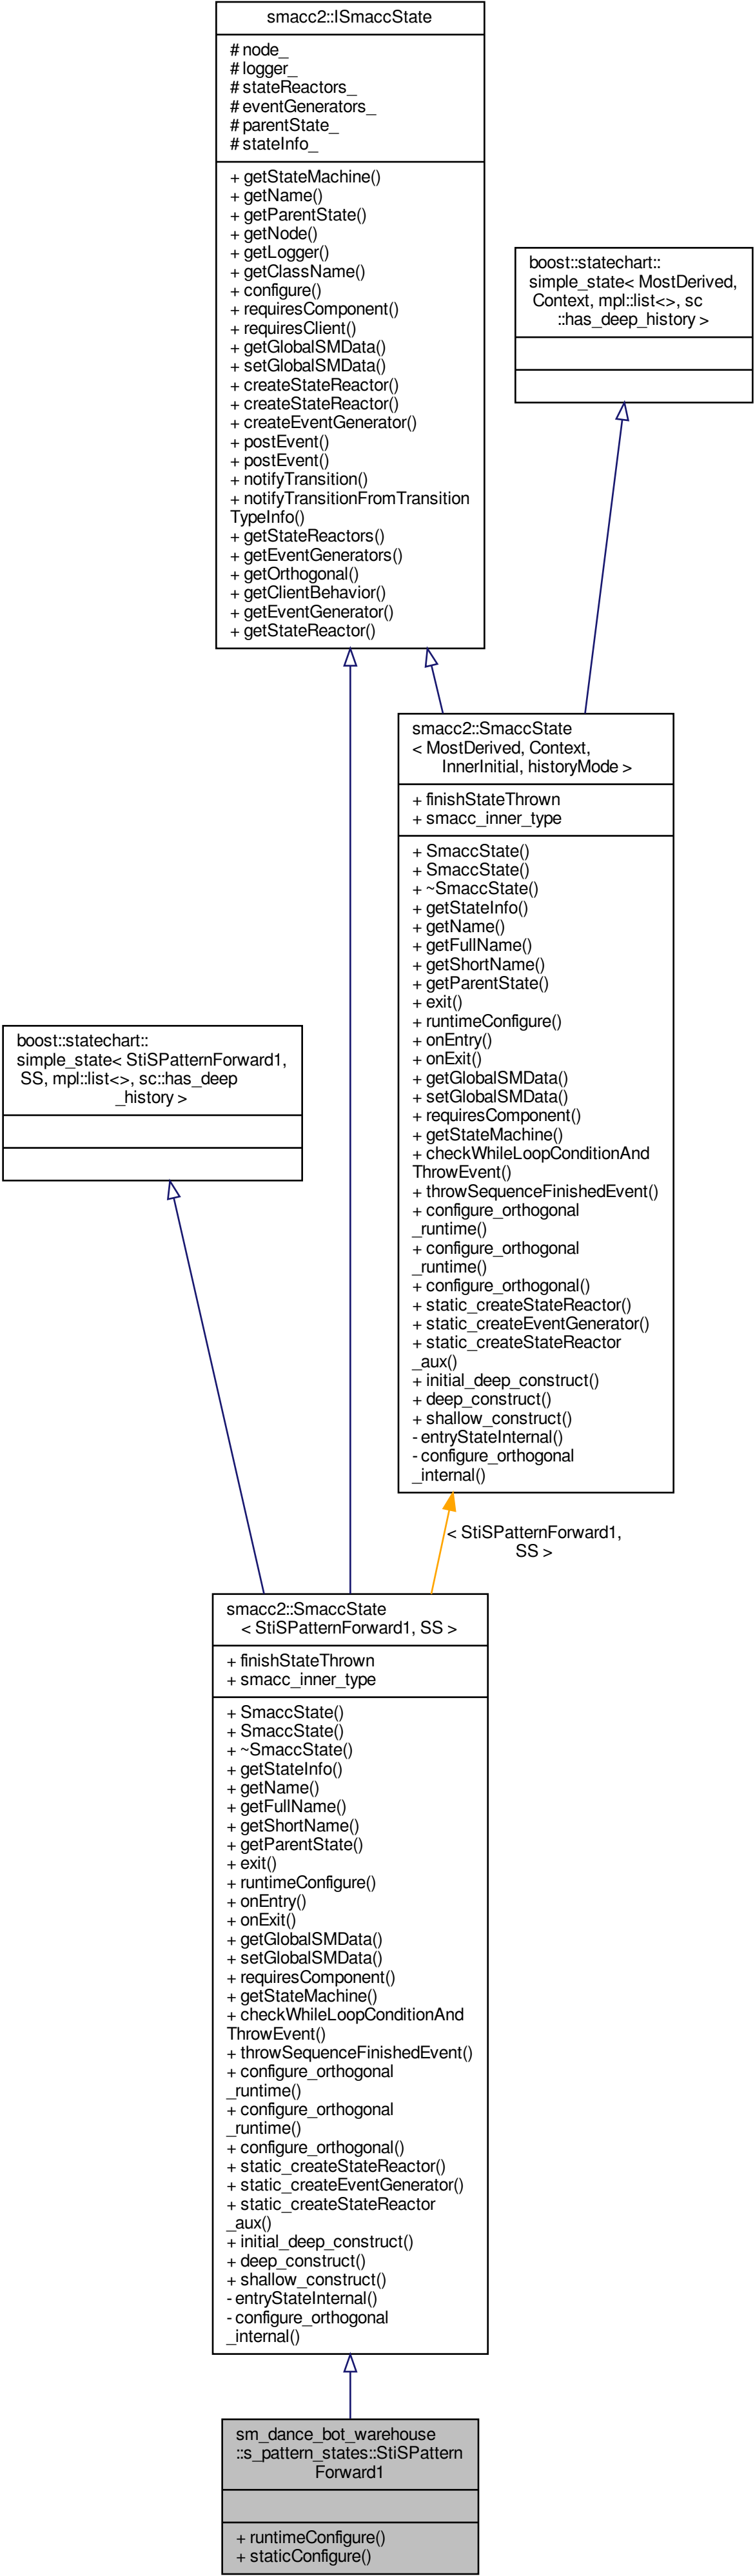 smacc2::ISmaccState
# node_
# logger_
# stateReactors_
# eventGenerators_
# parentState_
# stateInfo_
+ getStateMachine()
+ getName()
+ getParentState()
+ getNode()
+ getLogger()
+ getClassName()
+ configure()
+ requiresComponent()
+ requiresClient()
+ getGlobalSMData()
+ setGlobalSMData()
+ createStateReactor()
+ createStateReactor()
+ createEventGenerator()
+ postEvent()
+ postEvent()
+ notifyTransition()
+ notifyTransitionFromTransition
TypeInfo()
+ getStateReactors()
+ getEventGenerators()
+ getOrthogonal()
+ getClientBehavior()
+ getEventGenerator()
+ getStateReactor()
boost::statechart::
simple_state< MostDerived,
Context, mpl::list<>, sc
::has_deep_history >
smacc2::SmaccState
< MostDerived, Context,
InnerInitial, historyMode >
+ finishStateThrown
+ smacc_inner_type
+ SmaccState()
+ SmaccState()
+ ~SmaccState()
+ getStateInfo()
+ getName()
+ getFullName()
+ getShortName()
+ getParentState()
+ exit()
+ runtimeConfigure()
+ onEntry()
+ onExit()
+ getGlobalSMData()
+ setGlobalSMData()
+ requiresComponent()
+ getStateMachine()
+ checkWhileLoopConditionAnd
ThrowEvent()
+ throwSequenceFinishedEvent()
+ configure_orthogonal
_runtime()
+ configure_orthogonal
_runtime()
+ configure_orthogonal()
+ static_createStateReactor()
+ static_createEventGenerator()
+ static_createStateReactor
_aux()
+ initial_deep_construct()
+ deep_construct()
+ shallow_construct()
- entryStateInternal()
- configure_orthogonal
_internal()
boost::statechart::
simple_state< StiSPatternForward1,
SS, mpl::list<>, sc::has_deep
_history >
< StiSPatternForward1,
SS >
smacc2::SmaccState
< StiSPatternForward1, SS >
+ finishStateThrown
+ smacc_inner_type
+ SmaccState()
+ SmaccState()
+ ~SmaccState()
+ getStateInfo()
+ getName()
+ getFullName()
+ getShortName()
+ getParentState()
+ exit()
+ runtimeConfigure()
+ onEntry()
+ onExit()
+ getGlobalSMData()
+ setGlobalSMData()
+ requiresComponent()
+ getStateMachine()
+ checkWhileLoopConditionAnd
ThrowEvent()
+ throwSequenceFinishedEvent()
+ configure_orthogonal
_runtime()
+ configure_orthogonal
_runtime()
+ configure_orthogonal()
+ static_createStateReactor()
+ static_createEventGenerator()
+ static_createStateReactor
_aux()
+ initial_deep_construct()
+ deep_construct()
+ shallow_construct()
- entryStateInternal()
- configure_orthogonal
_internal()
sm_dance_bot_warehouse
::s_pattern_states::StiSPattern
Forward1
+ runtimeConfigure()
+ staticConfigure()